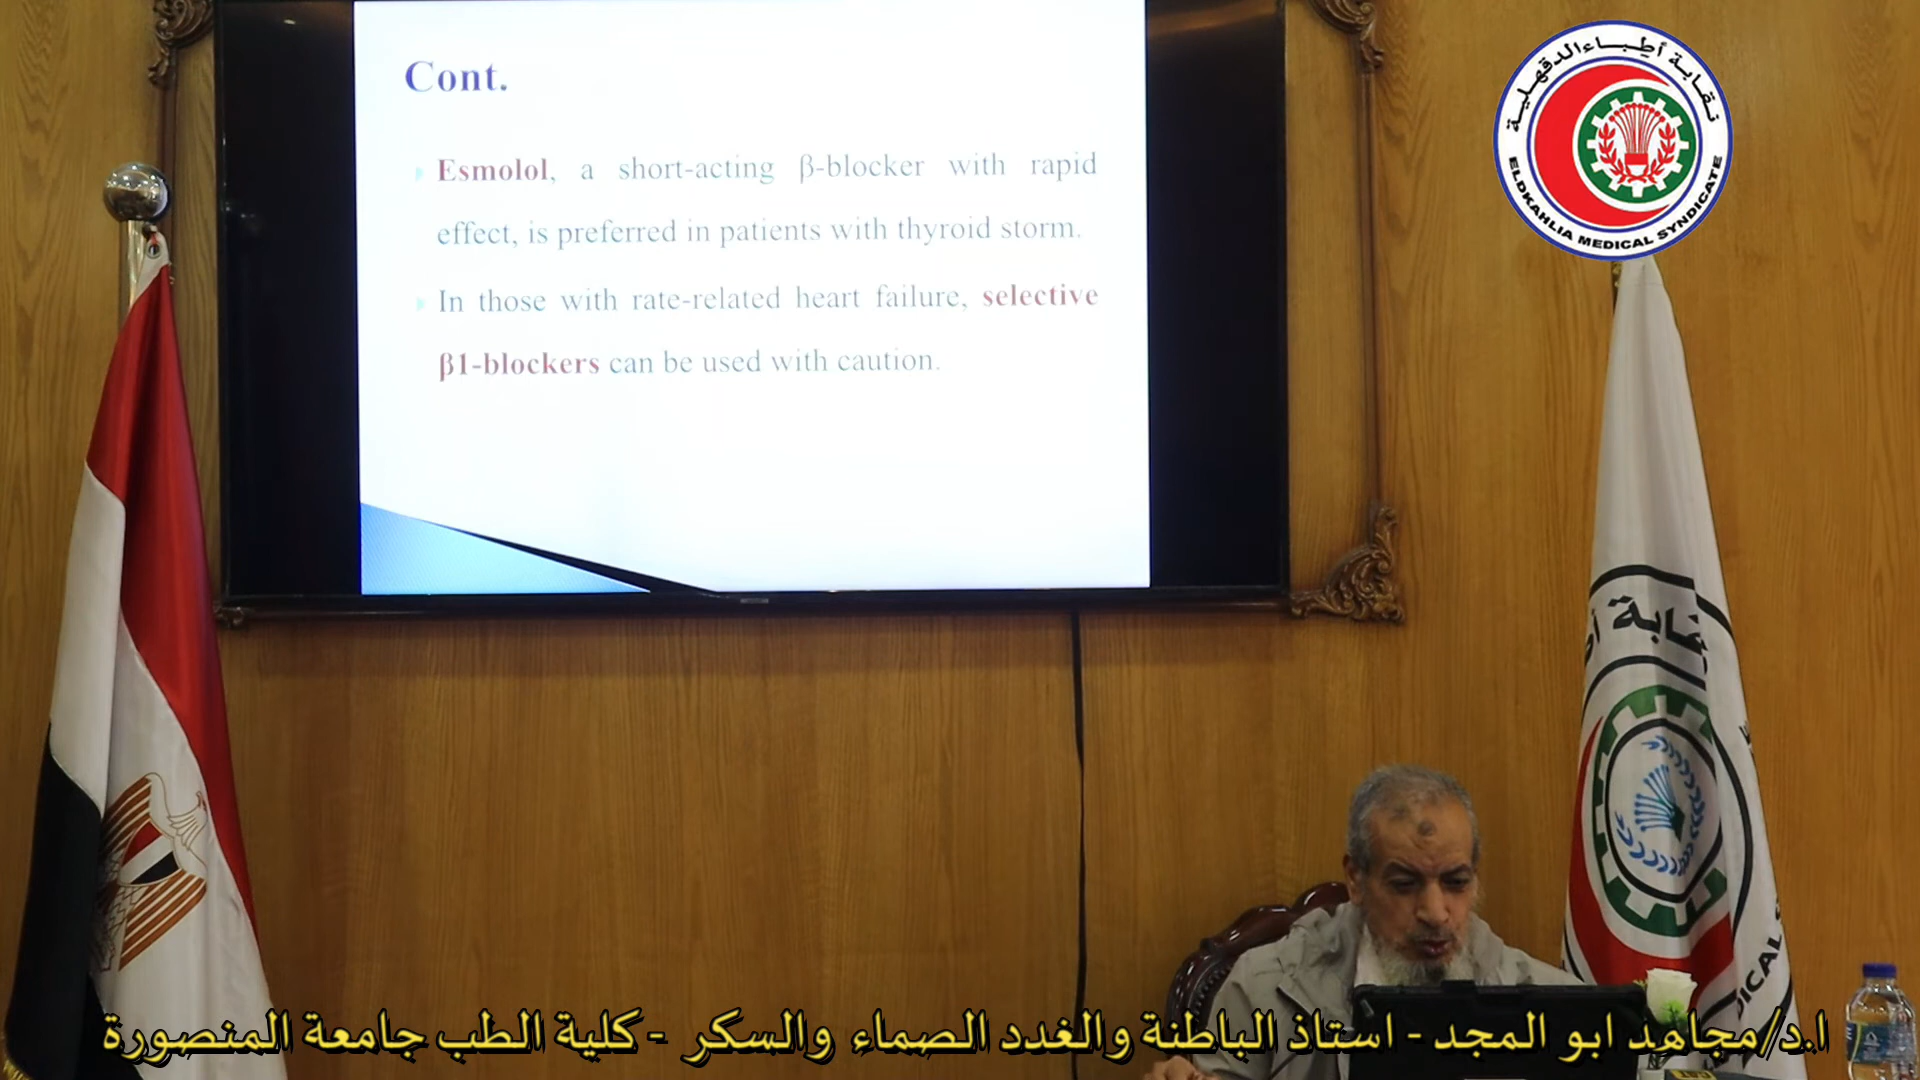 Cont.
Esmolol, a short-acting β-blocker with rapid
effect, is preferred in patients with thyroid storm.
In those with rate-related heart failure, selective
β1-blockers can be used with caution.
نقابة أطباء الدقهلية
ELDKAHLIA MEDICAL SYNDICATE
ا.د/مجاهد ابو المجد - استاذ الباطنة والغدد الصماء والسكر - كلية الطب جامعة المنصورة